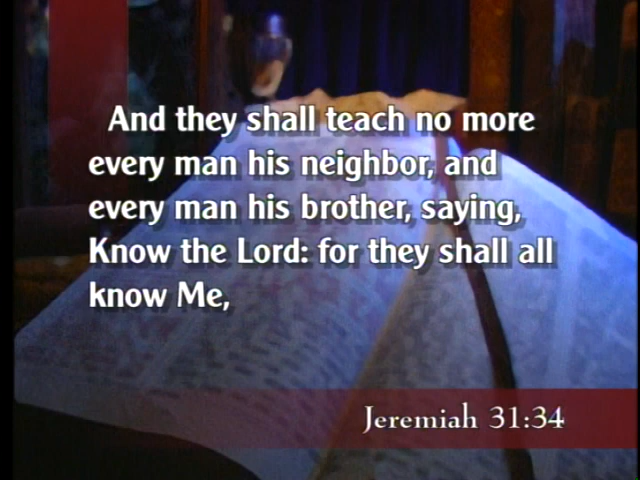 And they shall teach no more
every man his neighbor, and
every man his brother, saying,
Know the Lord: for they shall all
know Me,
Jeremiah 31:34